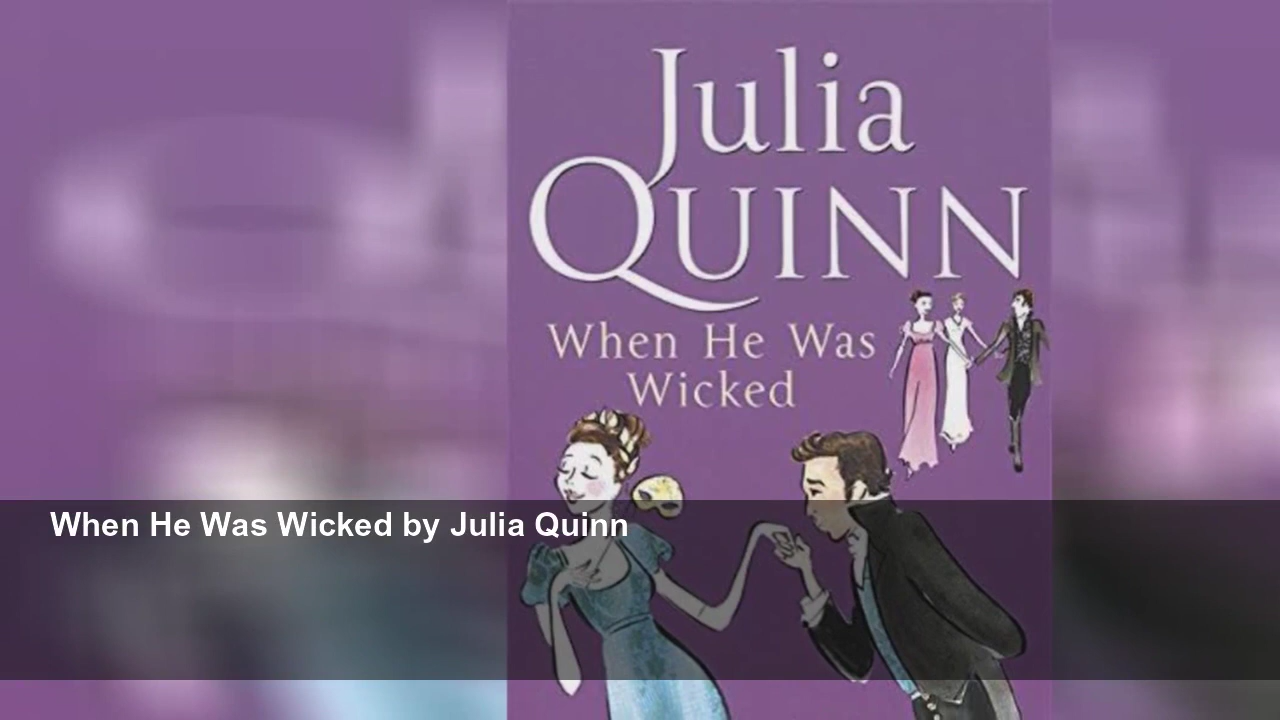 Julia
QUINN
When He Was
Wicked
When He Was Wicked by Julia Quinn